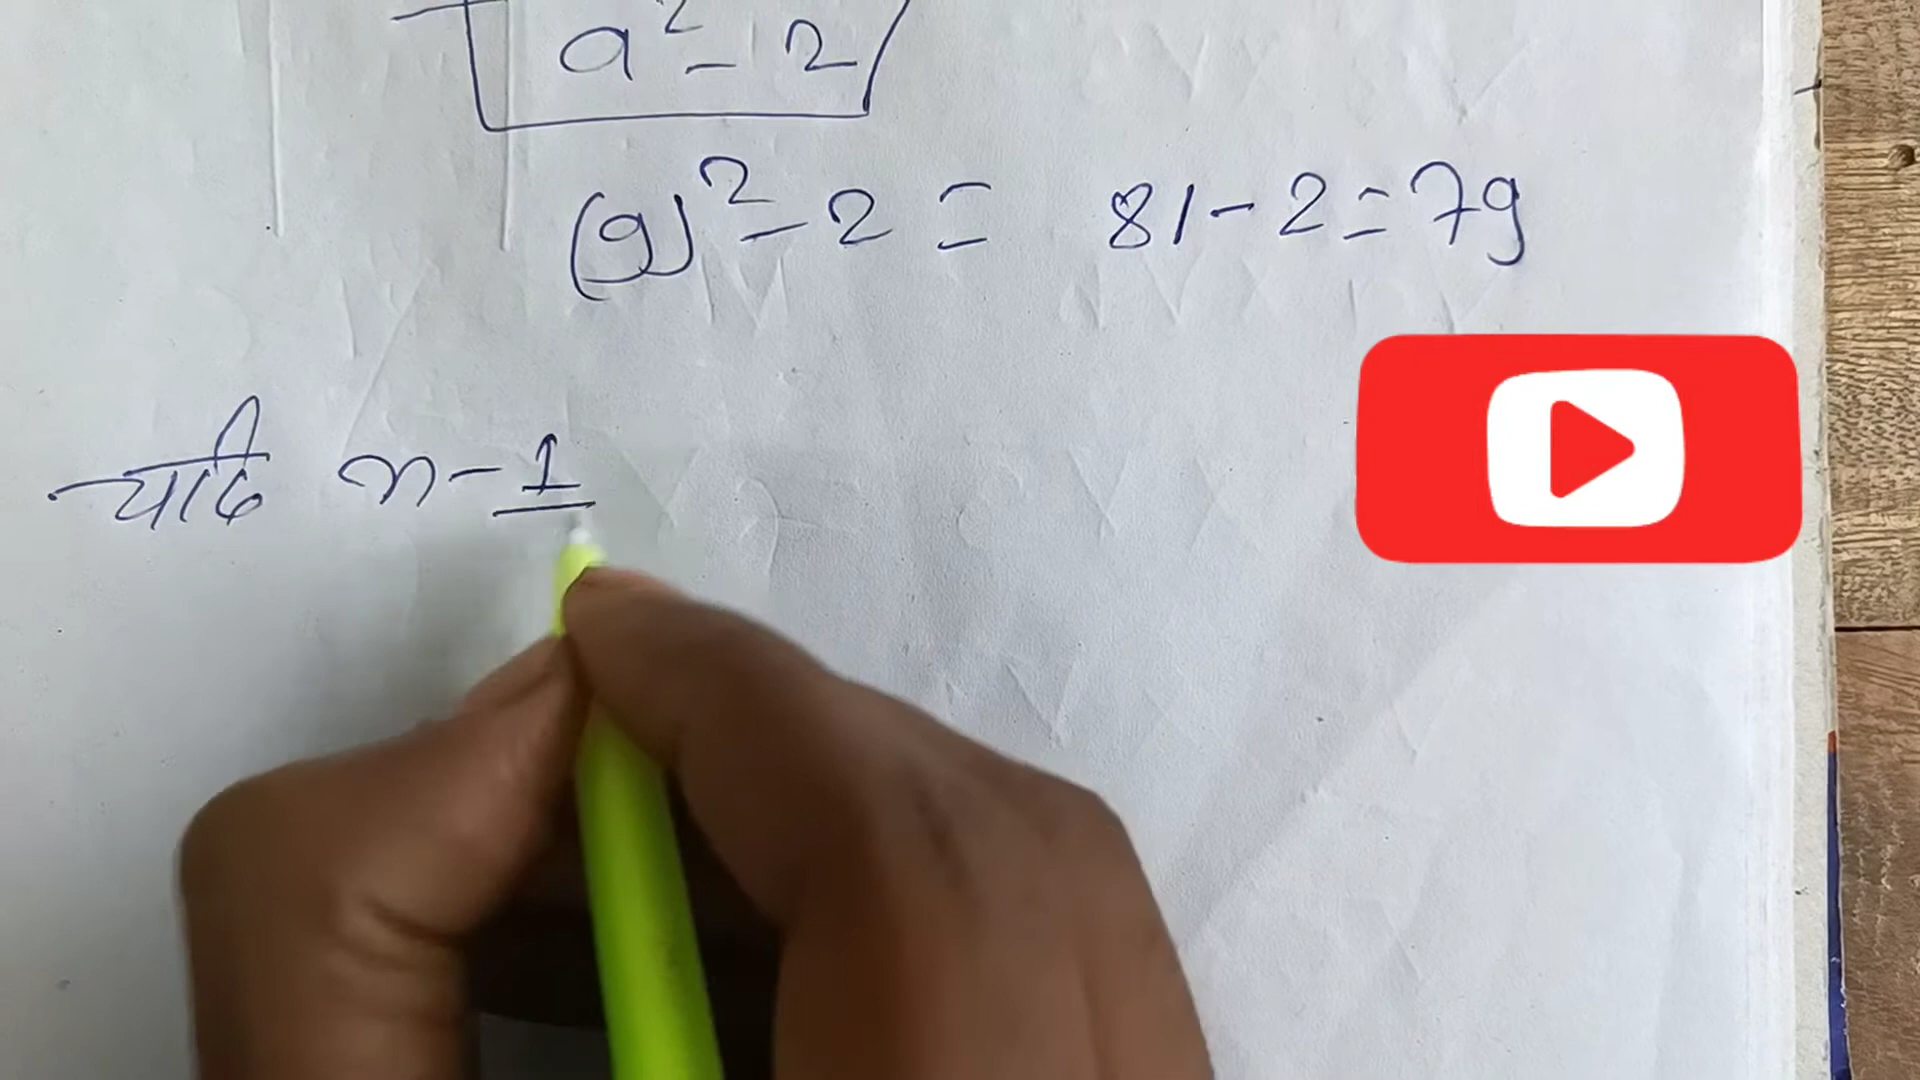 a² - 2
(9)² - 2 = 81 - 2 = 79
यदि x - 1